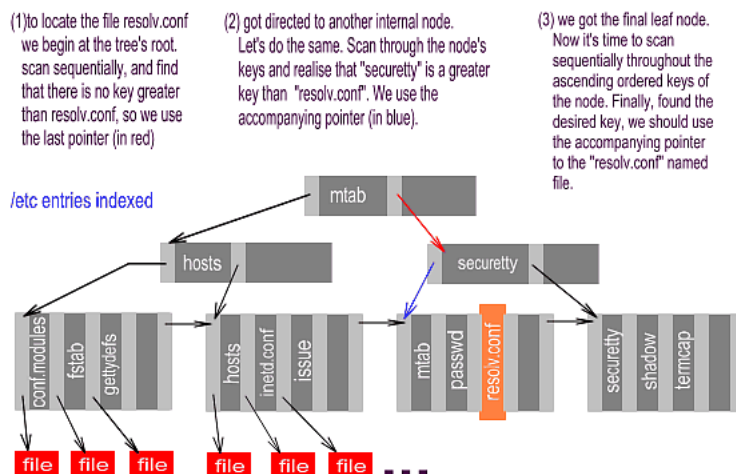 (1)to locate the file resolv.conf
we begin at the tree's root.
scan sequentially, and find
that there is no key greater
than resolv.conf, so we use
the last pointer (in red)
(2) got directed to another internal node.
Let's do the same. Scan through the node's
keys and realise that "securetty" is a greater
key than "resolv.conf". We use the
accompanying pointer (in blue).
(3) we got the final leaf node.
Now it's time to scan
sequentially throughout the
ascending ordered keys of
the node. Finally, found the
desired key, we should use
the accompanying pointer
to the "resolv.conf" named
file.
/etc entries indexed
mtab
hosts
securetty
conf.modules
fstab
gettydefs
hosts
inetd.conf
issue
mtab
passwd
resolv.conf
securetty
shadow
termcap
file
file
file
file
file
file